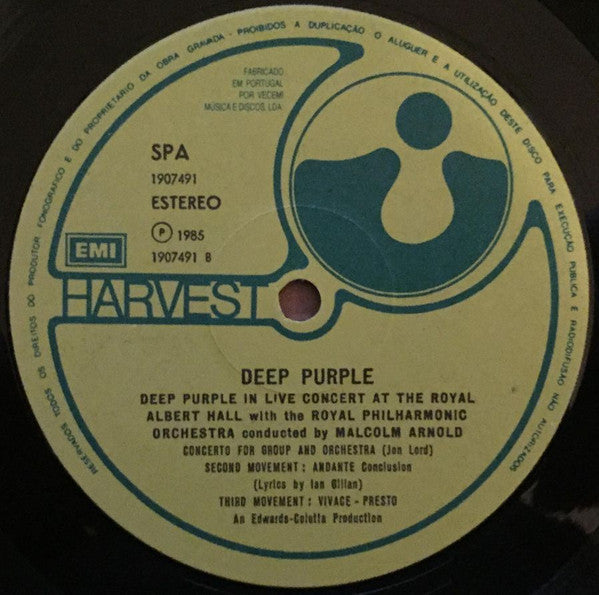 RESERVADOS TODOS OS DIREITOS DO PRODUTOR FONOGRAFICO E DO PROPRIETARIO DA OBRA GRAVADA - PROIBIDOS A DUPLICAÇÃO O ALUGUER E A UTILIZAÇÃO DESTE DISCO PARA EXECUÇÃO PUBLICA E RADIODIFUSÃO NÃO AUTORIZADOS
FABRICADO
EM PORTUGAL
POR VECEMI
MÚSICA E DISCOS, LDA.
SPA
1907491
ESTEREO
℗ 1985
1907491 B
EMI
HARVEST
DEEP PURPLE
DEEP PURPLE IN LIVE CONCERT AT THE ROYAL
ALBERT HALL with the ROYAL PHILHARMONIC
ORCHESTRA conducted by MALCOLM ARNOLD
CONCERTO FOR GROUP AND ORCHESTRA (Jon Lord)
SECOND MOVEMENT: ANDANTE Conclusion
(Lyrics by Ian Gillan)
THIRD MOVEMENT: VIVACE - PRESTO
An Edwards-Coletta Production